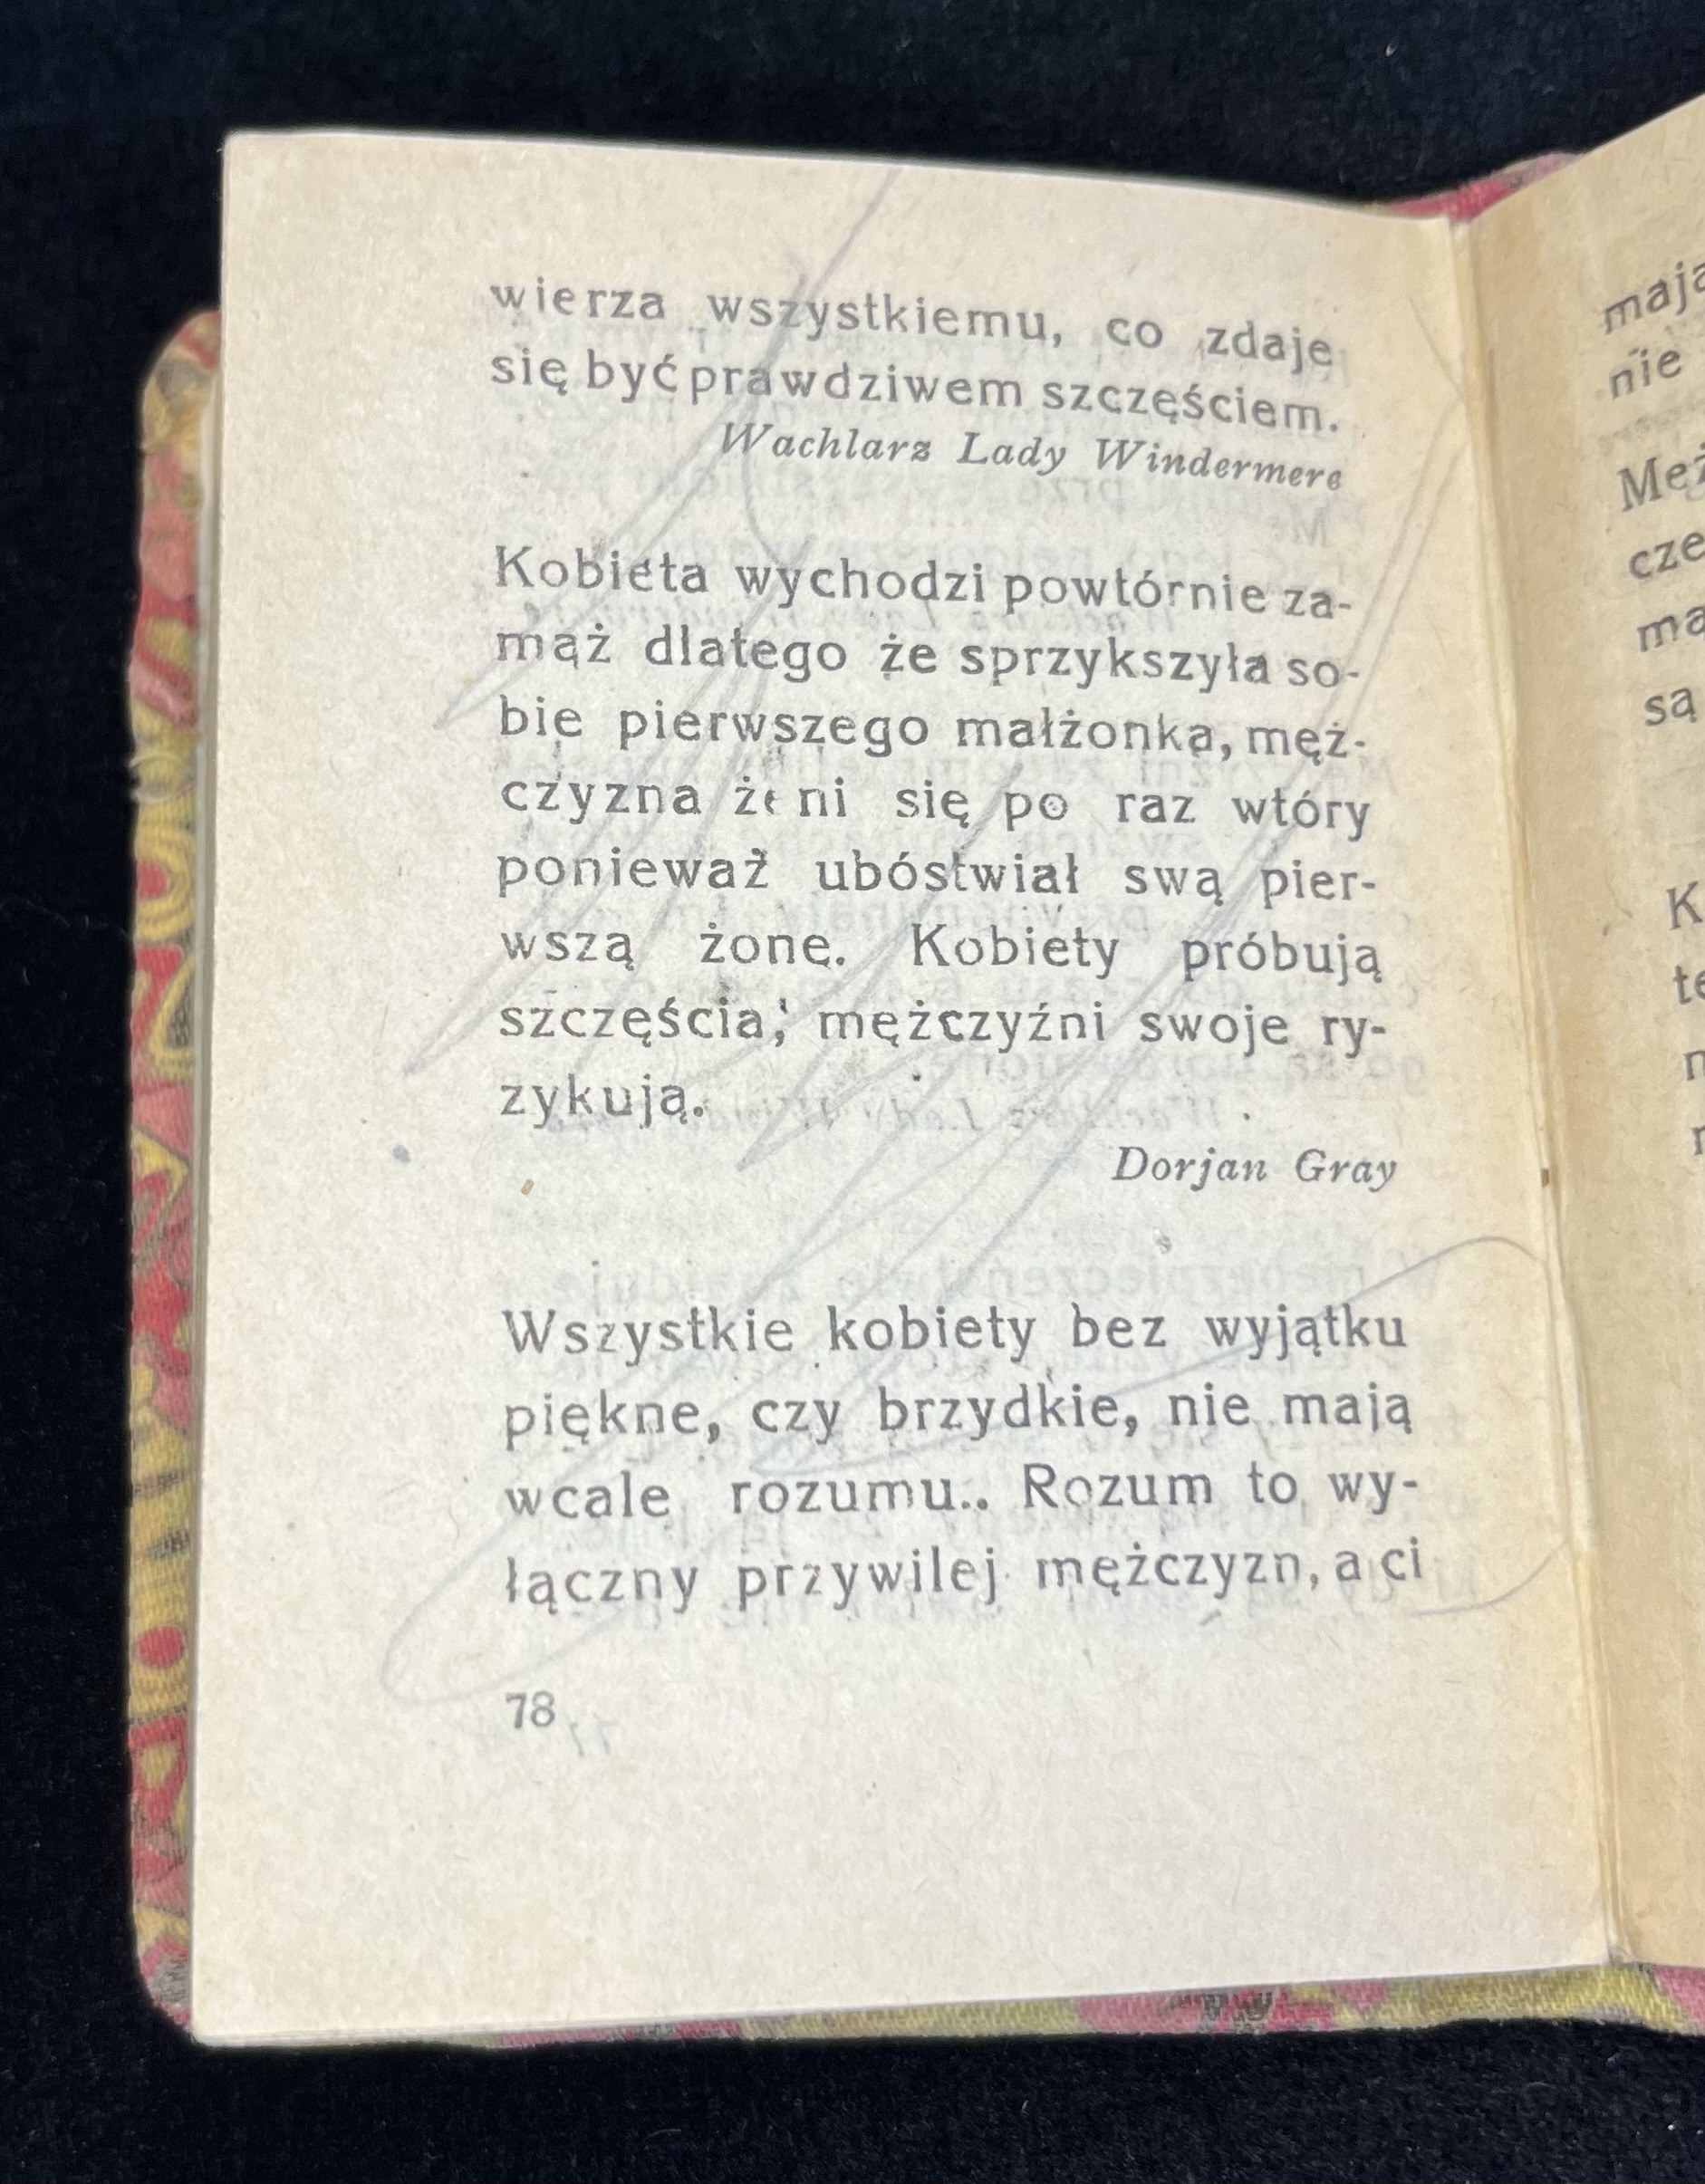 wierza wszystkiemu, co zdaje
się być prawdziwem szczęściem.
Wachlarz Lady Windermere
Kobieta wychodzi powtórnie za-
mąż dlatego że sprzykszyła so-
bie pierwszego małżonka, męż-
czyzna żeni się po raz wtóry
ponieważ ubóstwiał swą pier-
wszą żonę. Kobiety próbują
szczęścia; mężczyźni swoje ry-
zykują.
Dorjan Gray
Wszystkie kobiety bez wyjątku
piękne, czy brzydkie, nie mają
wcale rozumu.. Rozum to wy-
łączny przywilej mężczyzn, a ci
78
nie
są